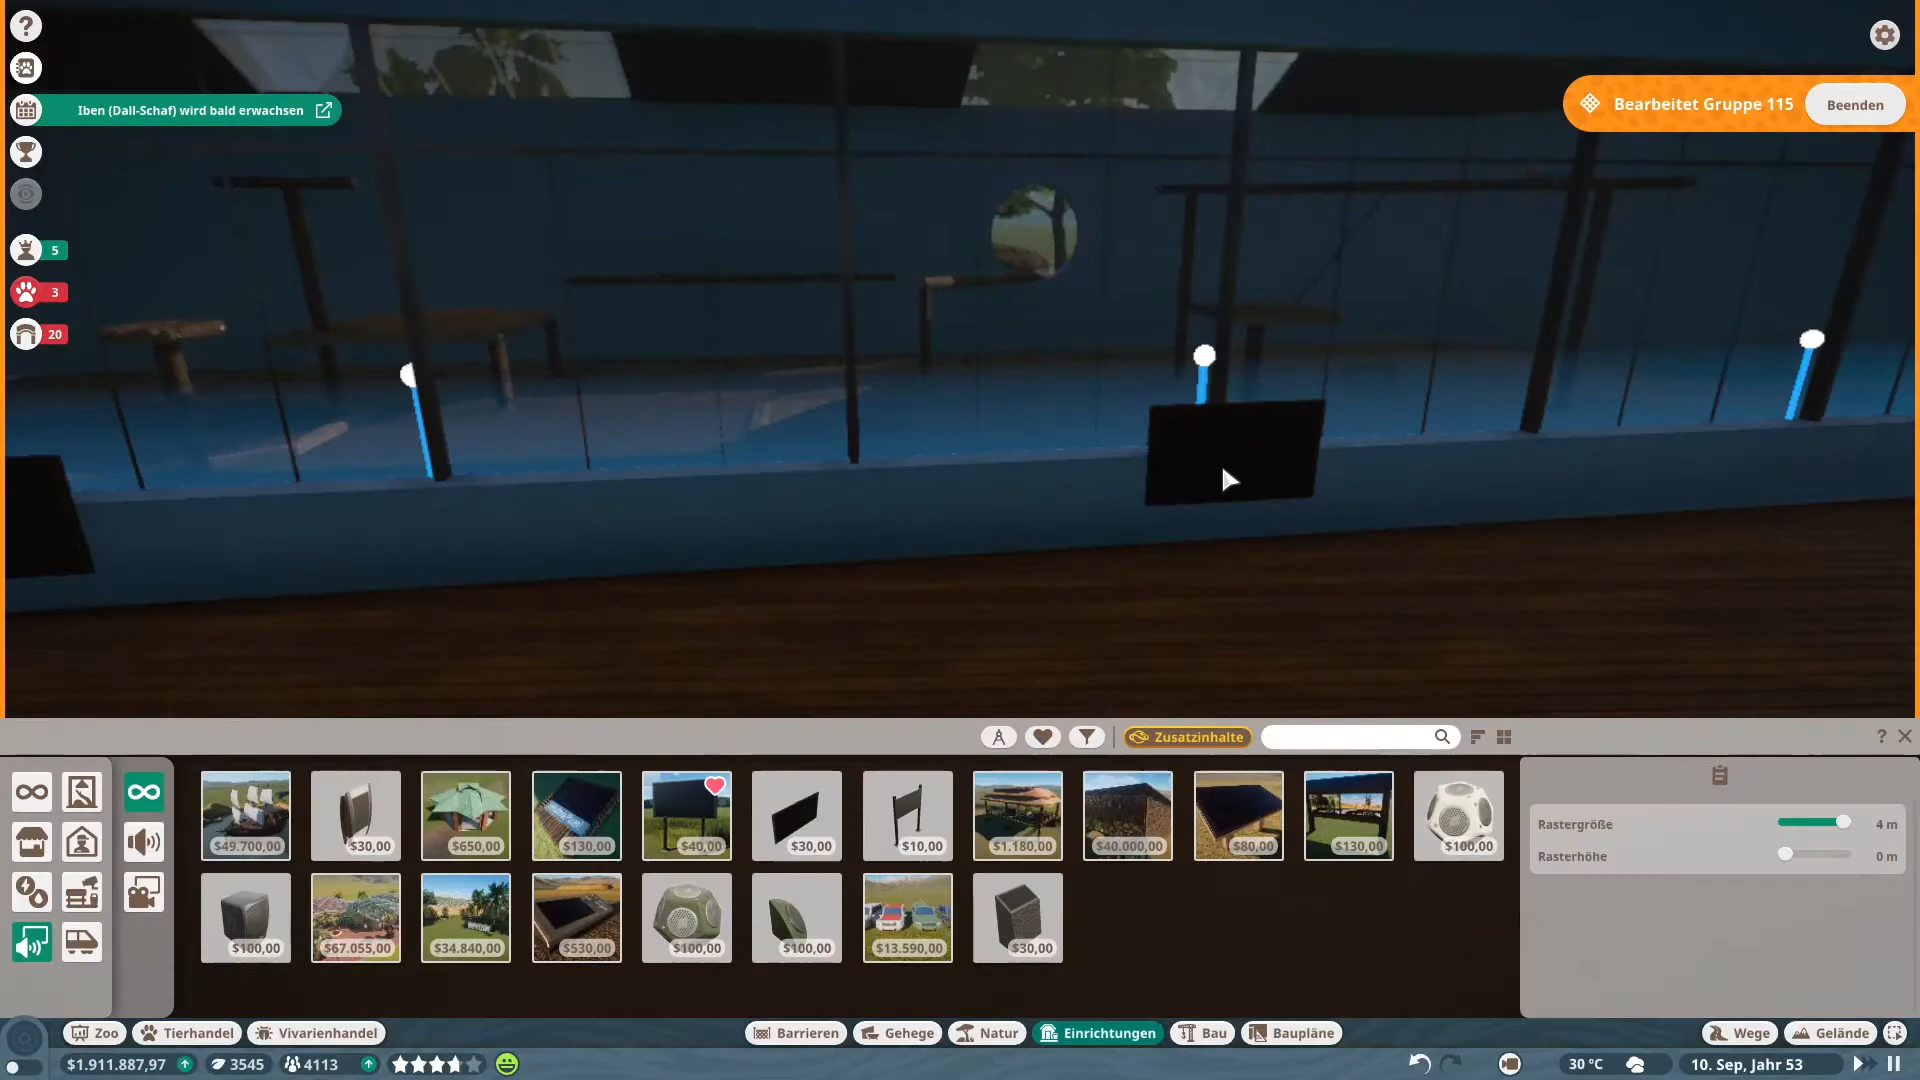 Iben (Dall-Schaf) wird bald erwachsen
Bearbeitet Gruppe 115
Beenden
5
3
20
Zusatzinhalte
?
$49.700,00
$30,00
$650,00
$130,00
$40,00
$30,00
$10,00
$1.180,00
$40.000,00
$80,00
$130,00
$100,00
$100,00
$67.055,00
$34.840,00
$530,00
$100,00
$100,00
$13.590,00
$30,00
Rastergröße 4 m
Rasterhöhe 0 m
Zoo
Tierhandel
Vivarienhandel
Barrieren
Gehege
Natur
Einrichtungen
Bau
Baupläne
Wege
Gelände
$1.911.887,97
3545
4113
30 °C
10. Sep, Jahr 53